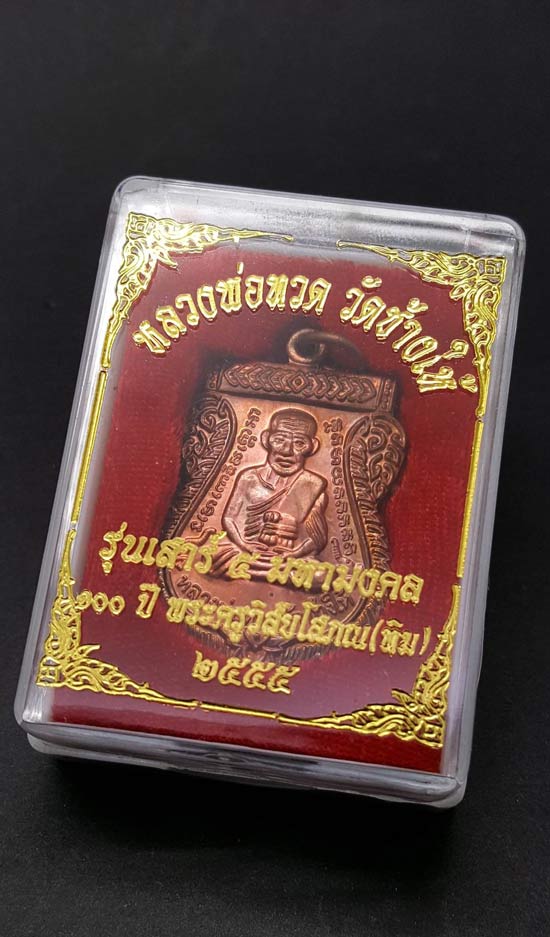 หลวงพ่อทวด วัดช้างให้
รุ่นเสาร์ ๕ มหามงคล
๑๐๐ ปี พระครูวิสัยโสภณ(ทิม)
๒๕๕๕